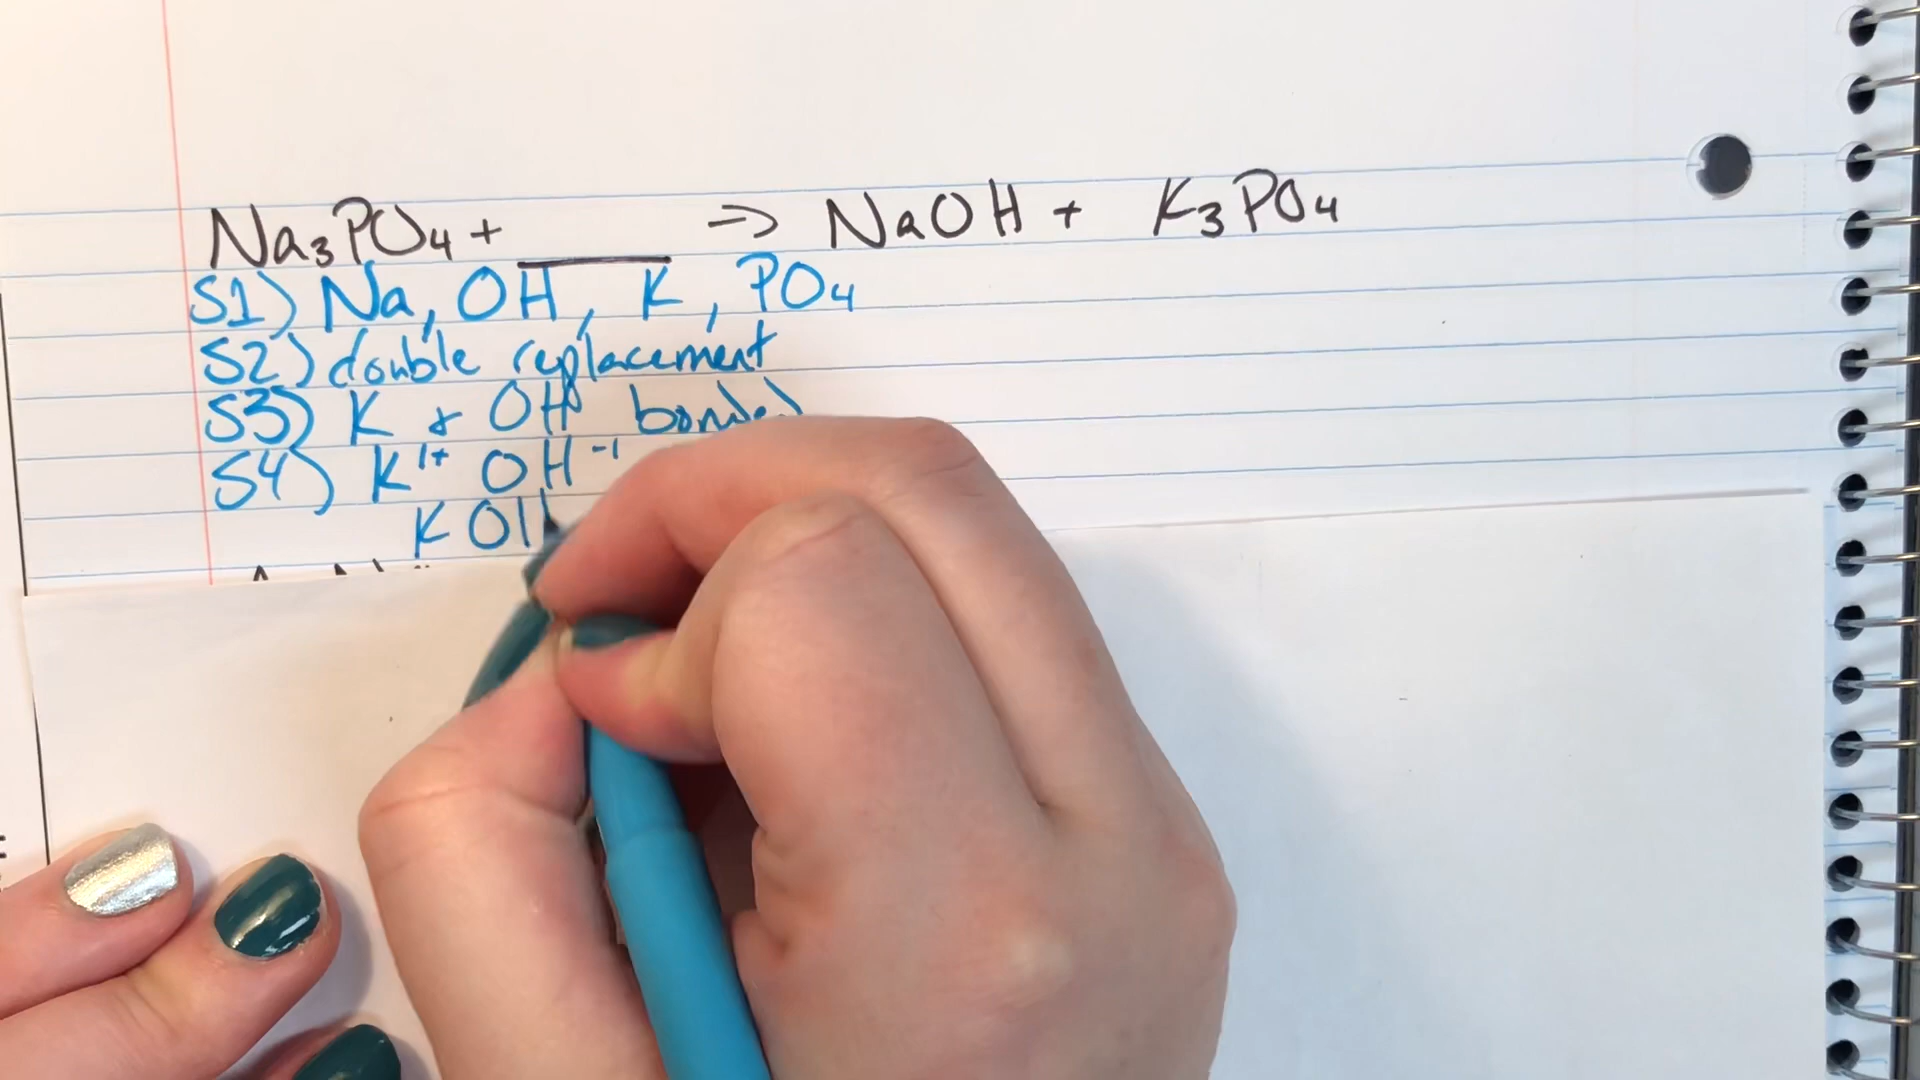 Na₃PO₄ + ____ => NaOH + K₃PO₄
S1) Na, OH, K, PO₄
S2) double replacement
S3) K & OH bonded
S4) K¹⁺ OH⁻¹
KOH